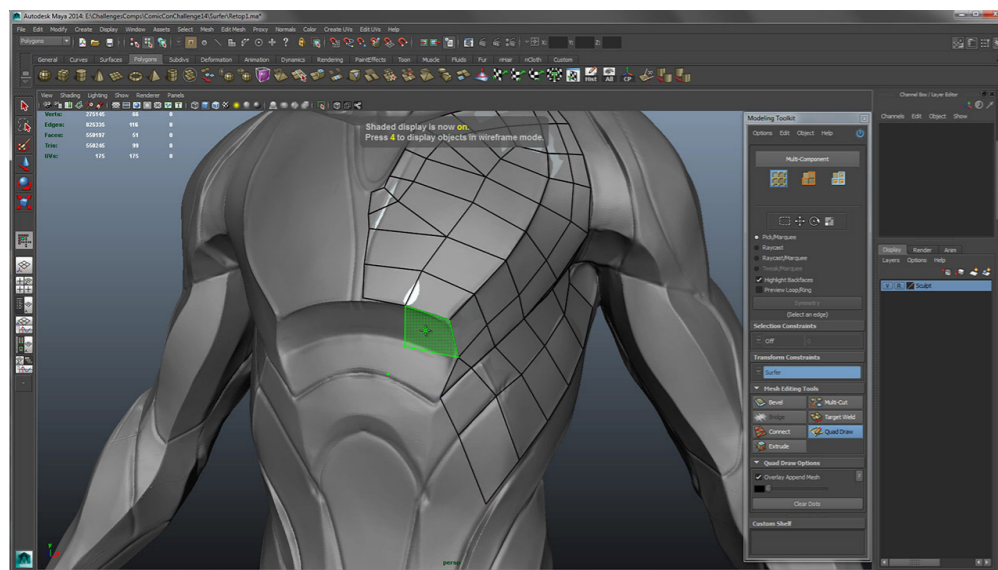 Autodesk Maya 2014: E:\ChallengesComps\ComicConChallenge14\Surfer\Retop1.ma*
File Edit Modify Create Display Window Assets Select Mesh Edit Mesh Proxy Normals Color Create UVs Edit UVs Help
Polygons
General Curves Surfaces Polygons Subdivs Deformation Animation Dynamics Rendering PaintEffects Toon Muscle Fluids Fur nHair nCloth Custom
Hist All CP
View Shading Lighting Show Renderer Panels
Channel Box / Layer Editor
Verts: 275145 68 0
Edges: 825335 116 0
Faces: 550197 51 0
Tris: 550245 99 0
UVs: 175 175 0
Shaded display is now on.
Press 4 to display objects in wireframe mode.
Modeling Toolkit
Channels Edit Object Show
Options Edit Object Help
Multi-Component
Pick/Marquee
Raycast
Raycast/Marquee
Tweak/Marquee
Highlight Backfaces
Preview Loop/Ring
Symmetry
(Select an edge)
Selection Constraints
Off 0
Transform Constraints
Surfer
Mesh Editing Tools
Bevel Multi-Cut
Bridge Target Weld
Connect Quad Draw
Extrude
Quad Draw Options
Overlay Append Mesh
Clear Dots
Custom Shelf
Display Render Anim
Layers Options Help
V R Sculpt
y
persp